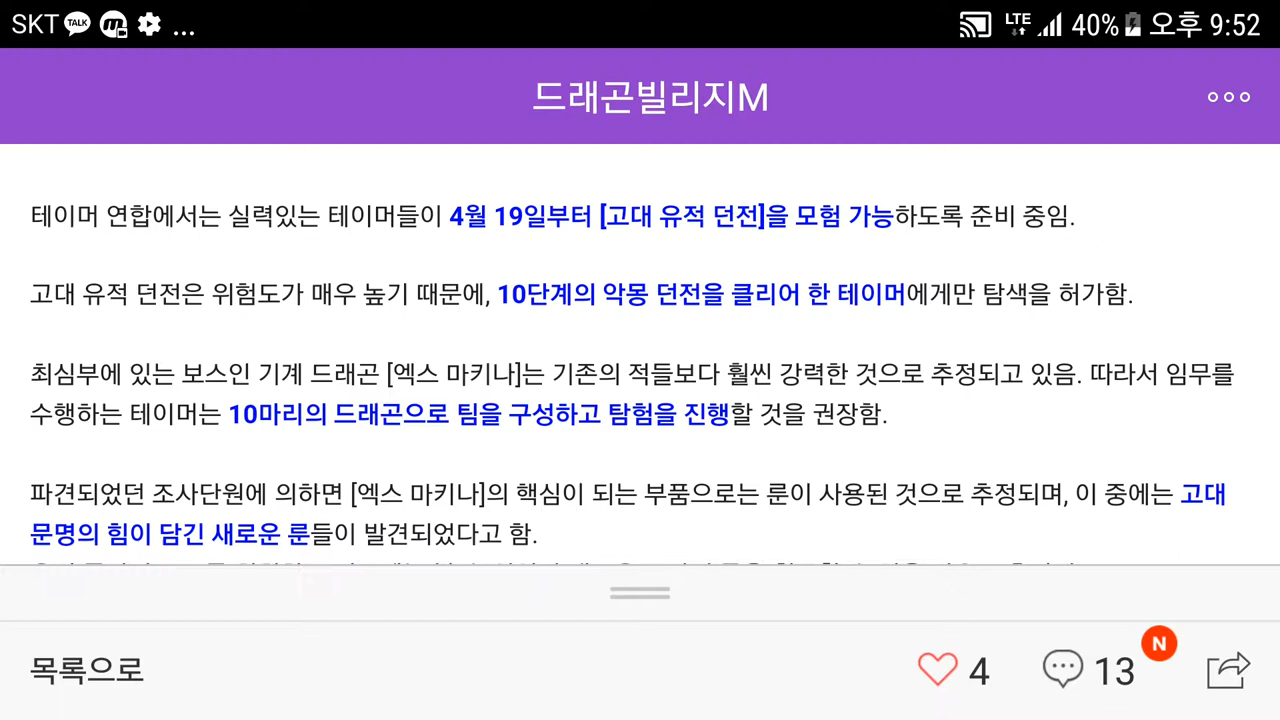 SKT TALK m ... LTE 40% 오후 9:52
드래곤빌리지M
테이머 연합에서는 실력있는 테이머들이 4월 19일부터 [고대 유적 던전]을 모험 가능하도록 준비 중임.
고대 유적 던전은 위험도가 매우 높기 때문에, 10단계의 악몽 던전을 클리어 한 테이머에게만 탐색을 허가함.
최심부에 있는 보스인 기계 드래곤 [엑스 마키나]는 기존의 적들보다 훨씬 강력한 것으로 추정되고 있음. 따라서 임무를
수행하는 테이머는 10마리의 드래곤으로 팀을 구성하고 탐험을 진행할 것을 권장함.
파견되었던 조사단원에 의하면 [엑스 마키나]의 핵심이 되는 부품으로는 룬이 사용된 것으로 추정되며, 이 중에는 고대
문명의 힘이 담긴 새로운 룬들이 발견되었다고 함.
목록으로 4 13 N